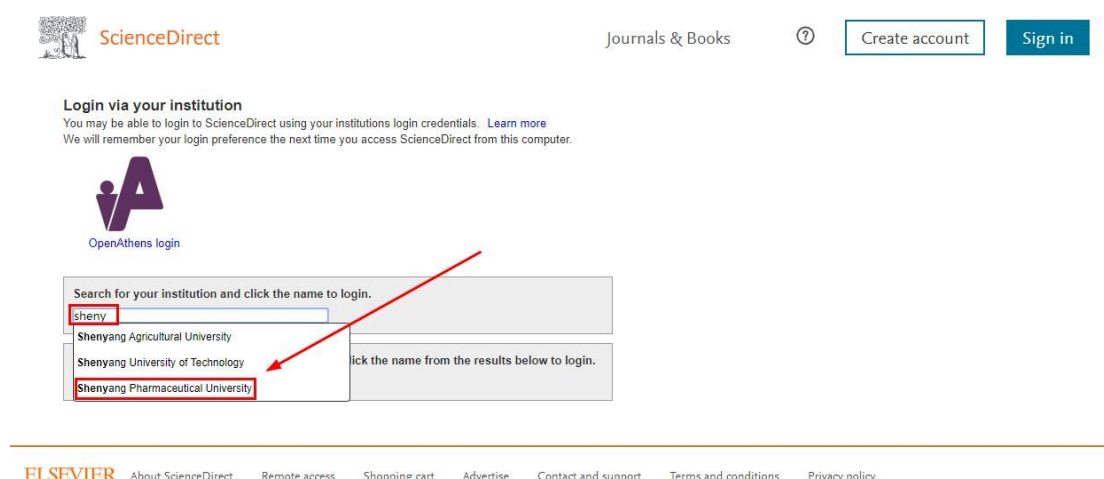 ScienceDirect
Journals & Books
?
Create account
Sign in
Login via your institution
You may be able to login to ScienceDirect using your institutions login credentials. Learn more
We will remember your login preference the next time you access ScienceDirect from this computer.
OpenAthens login
Search for your institution and click the name to login.
sheny
Shenyang Agricultural University
Shenyang University of Technology
lick the name from the results below to login.
Shenyang Pharmaceutical University
ELSEVIER About ScienceDirect Remote access Shopping cart Advertise Contact and support Terms and conditions Privacy policy